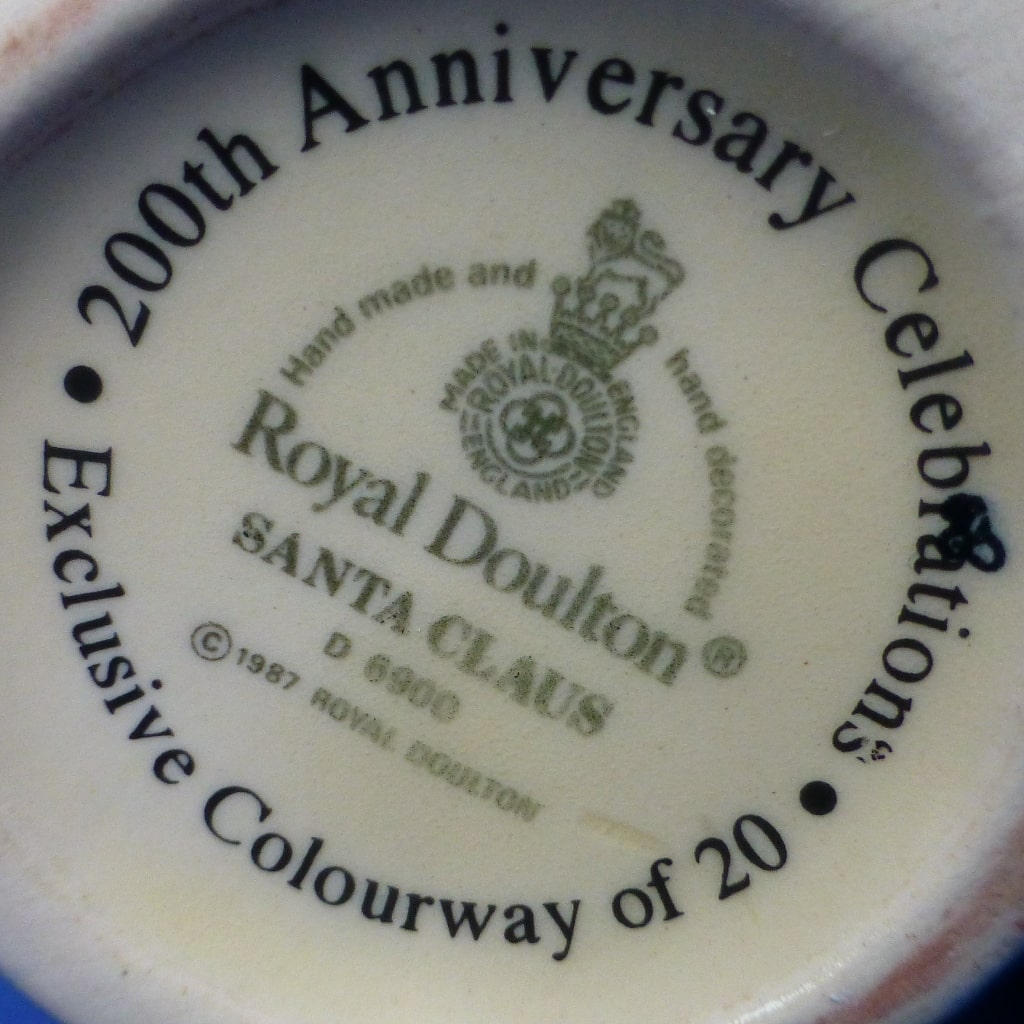 • 200th Anniversary Celebrations •
Exclusive Colourway of 20
Hand made and hand decorated
MADE IN ENGLAND
ROYAL DOULTON
ENGLAND
Royal Doulton ®
SANTA CLAUS
D 6900
© 1987 ROYAL DOULTON